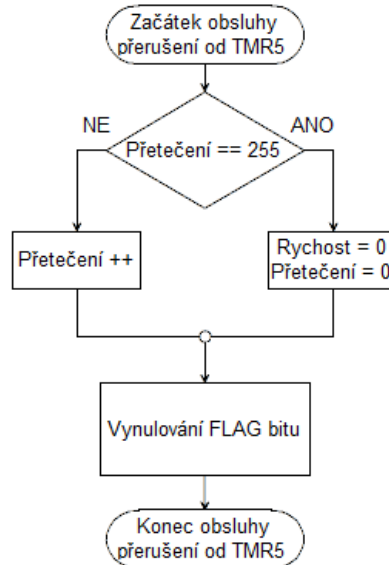 Začátek obsluhy
přerušení od TMR5
NE
ANO
Přetečení == 255
Přetečení ++
Rychost = 0
Přetečení = 0
Vynulování FLAG bitu
Konec obsluhy
přerušení od TMR5